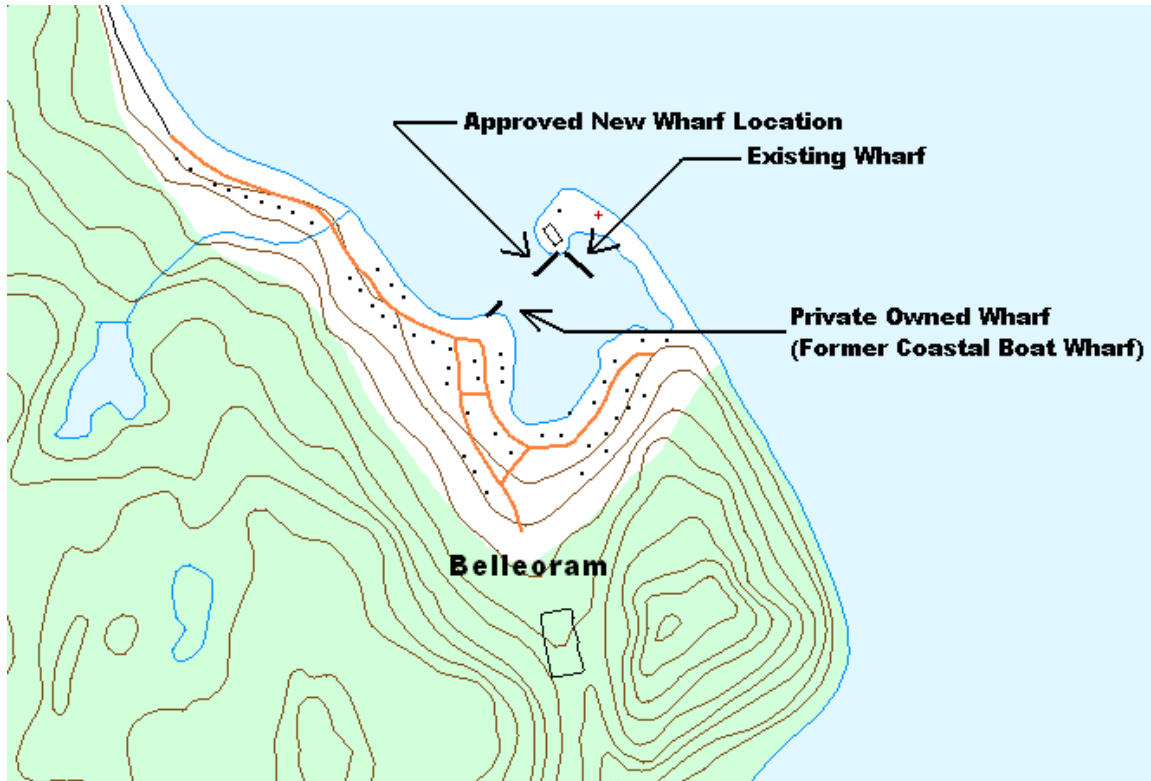 Approved New Wharf Location
Existing Wharf
Private Owned Wharf
(Former Coastal Boat Wharf)
Belleoram